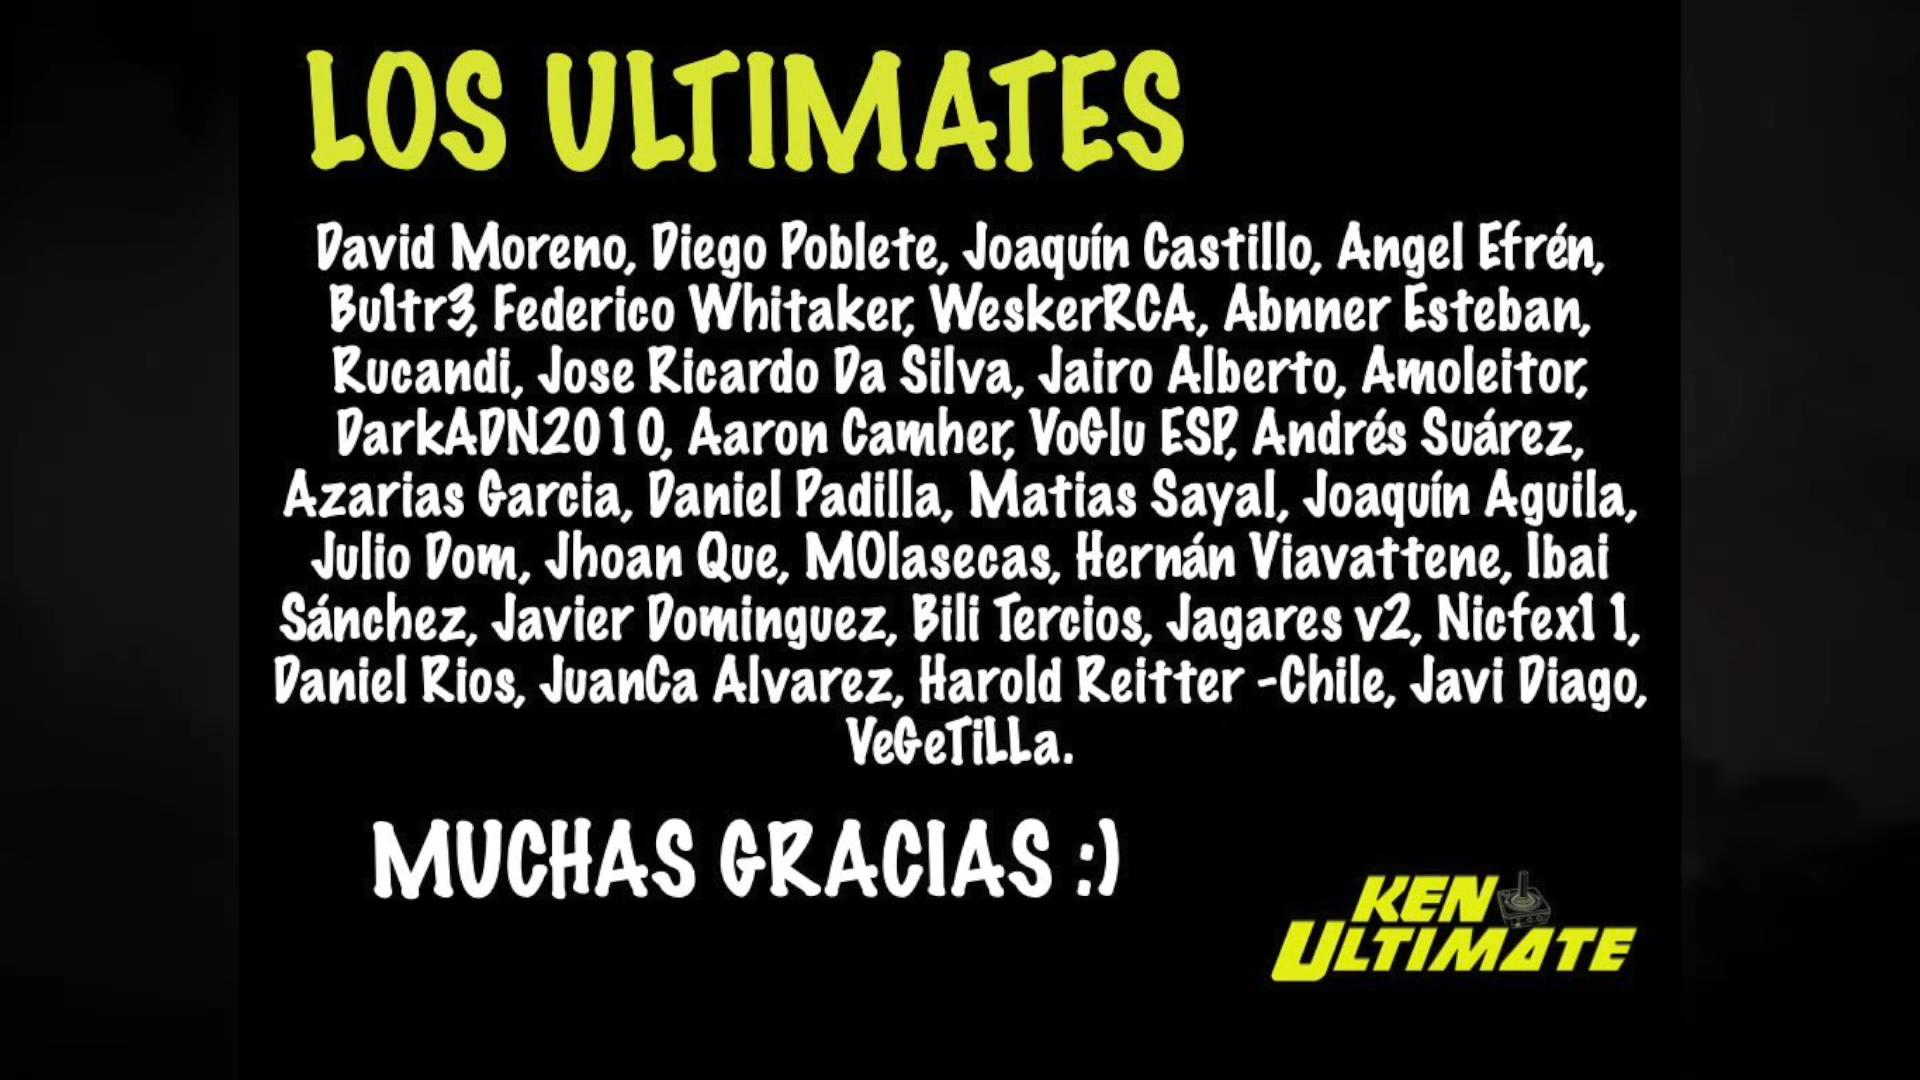 LOS ULTIMATES
David Moreno, Diego Poblete, Joaquín Castillo, Angel Efrén,
Bu1tr3, Federico Whitaker, WeskerRCA, Abnner Esteban,
Rucandi, Jose Ricardo Da Silva, Jairo Alberto, Amoleitor,
DarkADN2010, Aaron Camher, VoGlu ESP, Andrés Suárez,
Azarias Garcia, Daniel Padilla, Matias Sayal, Joaquín Aguila,
Julio Dom, Jhoan Que, M0lasecas, Hernán Viavattene, Ibai
Sánchez, Javier Dominguez, Bili Tercios, Jagares v2, Nicfex11,
Daniel Rios, JuanCa Alvarez, Harold Reitter -Chile, Javi Diago,
VeGeTiLLa.
MUCHAS GRACIAS :)
KEN
ULTIMATE